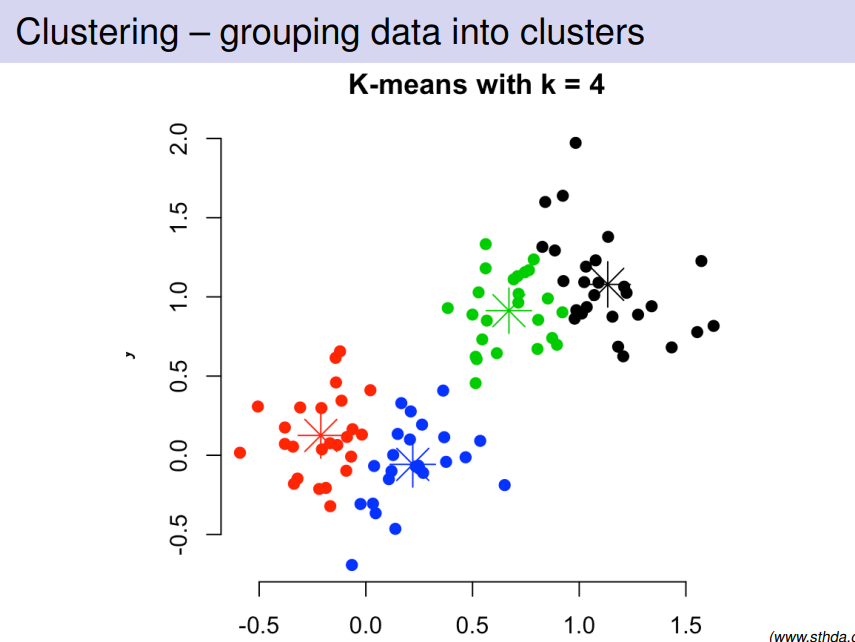 Clustering – grouping data into clusters
K-means with k = 4
2.0
1.5
1.0
0.5
0.0
-0.5
-0.5 0.0 0.5 1.0 1.5
(www.sthda.c